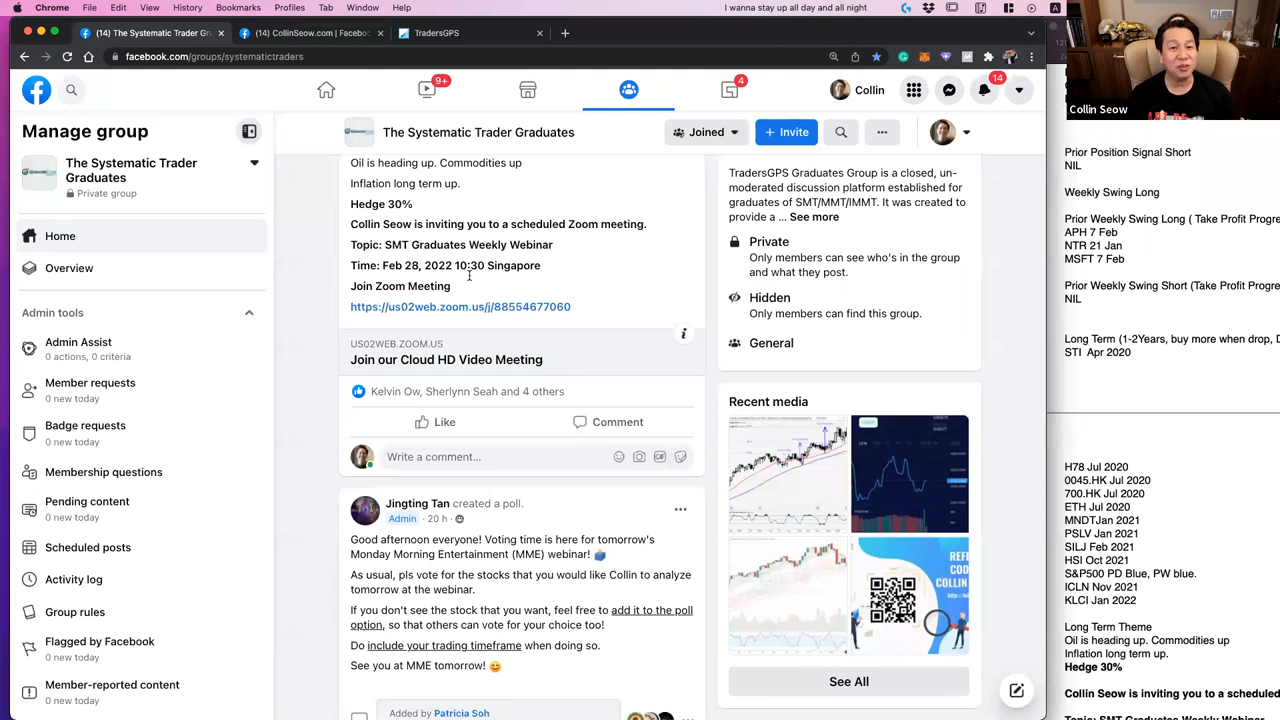 Chrome File Edit View History Bookmarks Profiles Tab Window Help
I wanna stay up all day and all night
(14) The Systematic Trader Gr
(14) CollinSeow.com | Facebo
TradersGPS
facebook.com/groups/systematictraders
9+
4
Collin
14
Manage group
The Systematic Trader Graduates
Private group
Home
Overview
Admin tools
Admin Assist
0 actions, 0 criteria
Member requests
0 new today
Badge requests
0 new today
Membership questions
Pending content
0 new today
Scheduled posts
Activity log
Group rules
Flagged by Facebook
0 new today
Member-reported content
0 new today
The Systematic Trader Graduates
Joined
+ Invite
Oil is heading up. Commodities up
Inflation long term up.
Hedge 30%
Collin Seow is inviting you to a scheduled Zoom meeting.
Topic: SMT Graduates Weekly Webinar
Time: Feb 28, 2022 10:30 Singapore
Join Zoom Meeting
https://us02web.zoom.us/j/88554677060
US02WEB.ZOOM.US
Join our Cloud HD Video Meeting
Kelvin Ow, Sherlynn Seah and 4 others
Like
Comment
Write a comment...
Jingting Tan created a poll.
Admin · 20 h ·
Good afternoon everyone! Voting time is here for tomorrow's
Monday Morning Entertainment (MME) webinar!
As usual, pls vote for the stocks that you would like Collin to analyze
tomorrow at the webinar.
If you don't see the stock that you want, feel free to add it to the poll
option, so that others can vote for your choice too!
Do include your trading timeframe when doing so.
See you at MME tomorrow!
Added by Patricia Soh
TradersGPS Graduates Group is a closed, un-
moderated discussion platform established for
graduates of SMT/MMT/IMMT. It was created to
provide a ... See more
Private
Only members can see who's in the group
and what they post.
Hidden
Only members can find this group.
General
Recent media
REFE
COD
COLLIN
See All
Collin Seow
Prior Position Signal Short
NIL
Weekly Swing Long
Prior Weekly Swing Long ( Take Profit Progre
APH 7 Feb
NTR 21 Jan
MSFT 7 Feb
Prior Weekly Swing Short (Take Profit Progre
NIL
Long Term (1-2Years, buy more when drop, D
STI Apr 2020
H78 Jul 2020
0045.HK Jul 2020
700.HK Jul 2020
ETH Jul 2020
MNDTJan 2021
PSLV Jan 2021
SILJ Feb 2021
HSI Oct 2021
S&P500 PD Blue, PW blue.
ICLN Nov 2021
KLCI Jan 2022
Long Term Theme
Oil is heading up. Commodities up
Inflation long term up.
Hedge 30%
Collin Seow is inviting you to a scheduled
Topic: SMT Graduates Weekly Webinar